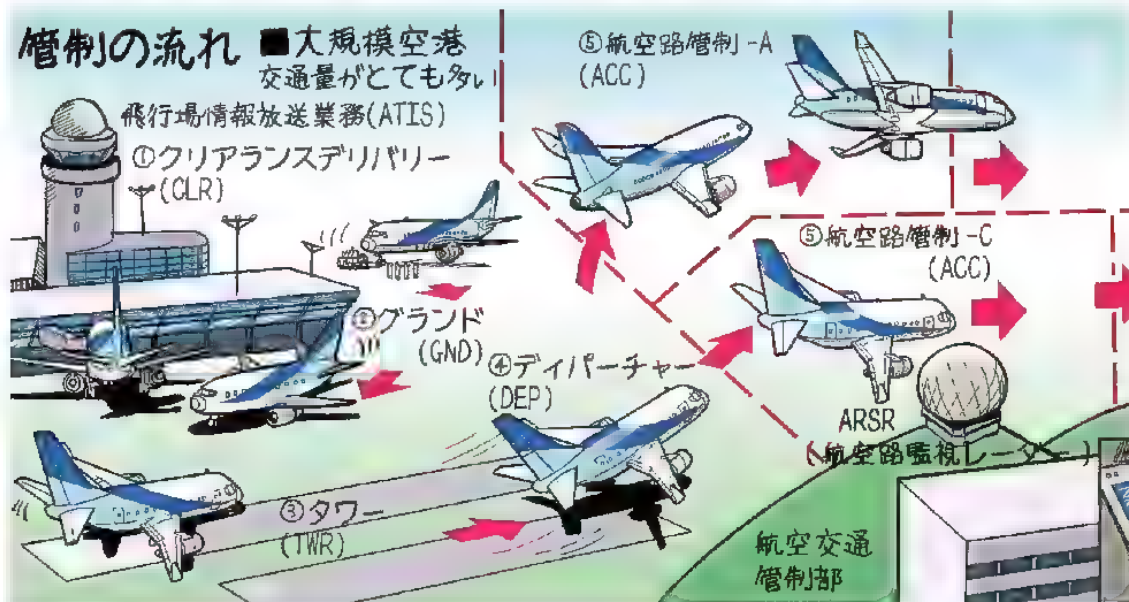 管制の流れ
■大規模空港
交通量がとても多い
飛行場情報放送業務(ATIS)
①クリアランスデリバリー
(CLR)
②グランド
(GND)
③タワー
(TWR)
④ディパーチャー
(DEP)
⑤航空路管制-A
(ACC)
⑤航空路管制-C
(ACC)
ARSR
(航空路監視レーダー)
航空交通
管制部